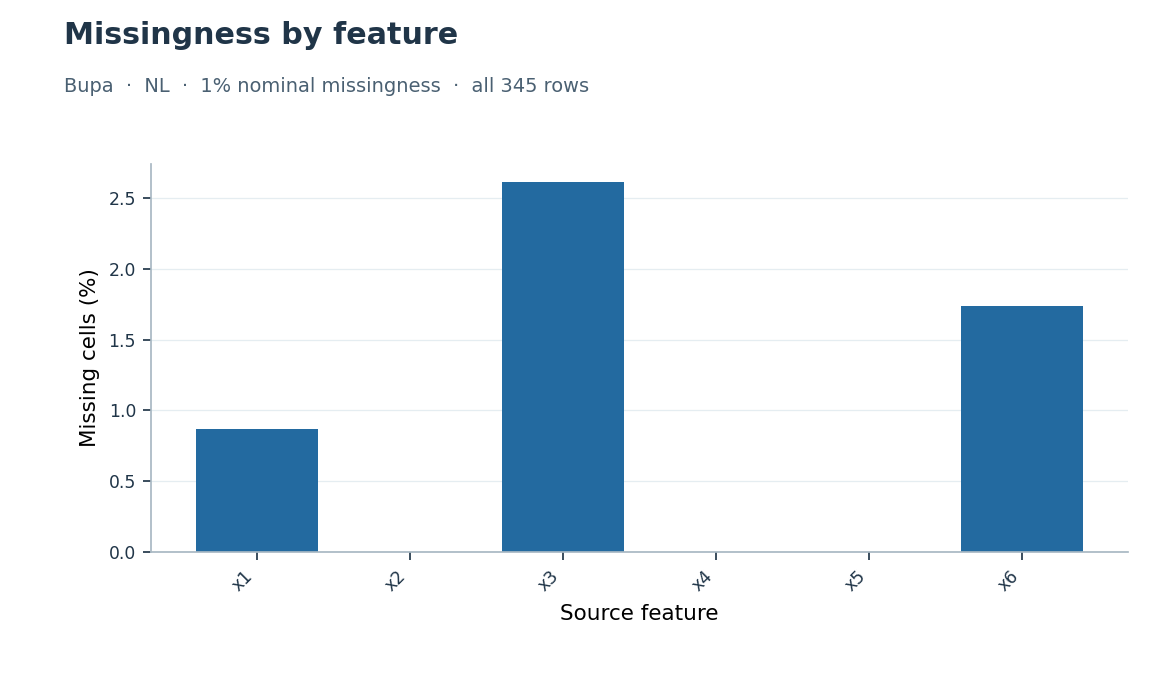 Missingness by feature
Bupa · NL · 1% nominal missingness · all 345 rows
Missing cells (%)
2.5
2.0
1.5
1.0
0.5
0.0
x1 x2 x3 x4 x5 x6
Source feature